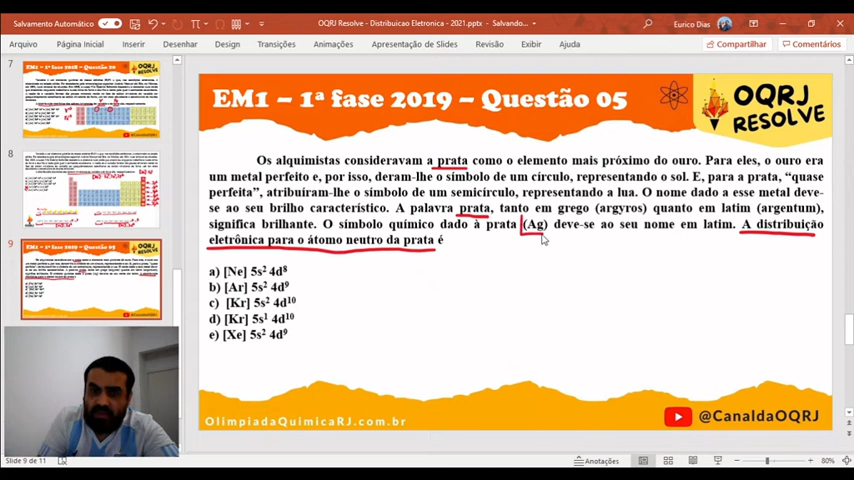 Salvamento Automático
OQRJ Resolve - Distribuicao Eletronica - 2021.pptx - Salvando...
Eurico Dias
Arquivo Página Inicial Inserir Desenhar Design Transições Animações Apresentação de Slides Revisão Exibir Ajuda
Compartilhar
Comentários
7
8
9
EM1 – 1ª fase 2019 – Questão 05
OQRJ
RESOLVE
Os alquimistas consideravam a prata como o elemento mais próximo do ouro. Para eles, o ouro era
um metal perfeito e, por isso, deram-lhe o símbolo de um círculo, representando o sol. E, para a prata, “quase
perfeita”, atribuíram-lhe o símbolo de um semicírculo, representando a lua. O nome dado a esse metal deve-
se ao seu brilho característico. A palavra prata, tanto em grego (argyros) quanto em latim (argentum),
significa brilhante. O símbolo químico dado à prata (Ag) deve-se ao seu nome em latim. A distribuição
eletrônica para o átomo neutro da prata é
a) [Ne] 5s² 4d⁸
b) [Ar] 5s² 4d⁹
c) [Kr] 5s² 4d¹⁰
d) [Kr] 5s¹ 4d¹⁰
e) [Xe] 5s² 4d⁹
OlimpiadaQuimicaRJ.com.br
@CanaldaOQRJ
Slide 9 de 11
Anotações
80%